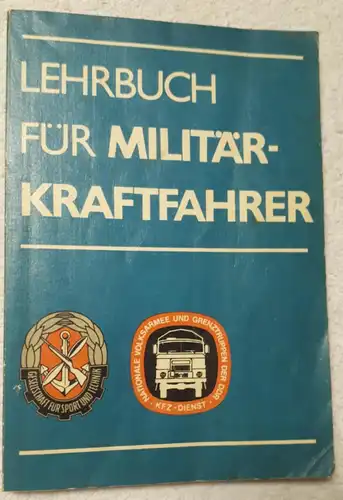 LEHRBUCH
FÜR MILITÄR-
KRAFTFAHRER
GESELLSCHAFT FÜR SPORT UND TECHNIK
NATIONALE VOLKSARMEE UND GRENZTRUPPEN DER DDR
· KFZ-DIENST ·